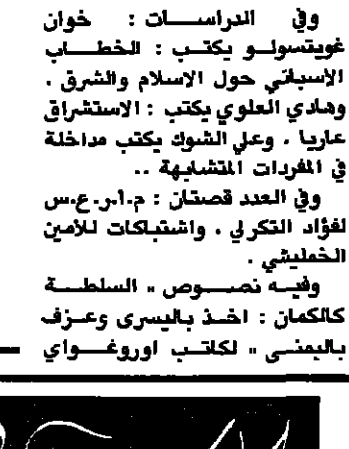 وفي الدراسات : خوان
غويتسولو يكتب : الخطاب
الإسباني حول الاسلام والشرق .
وهادي العلوي يكتب : الاستشراق
عاريا . وعلي الشوك يكتب مداخلة
في المفردات المتشابهة ..
وفي العدد قصتان : م.أ.ر.ع.س
لفؤاد التكرلي . واشتباكات للأمين
الخمليشي .
وفيه نصوص « السلطة
كالكمان : اخذ باليسرى وعزف
باليمنى » لكاتب اوروغواي